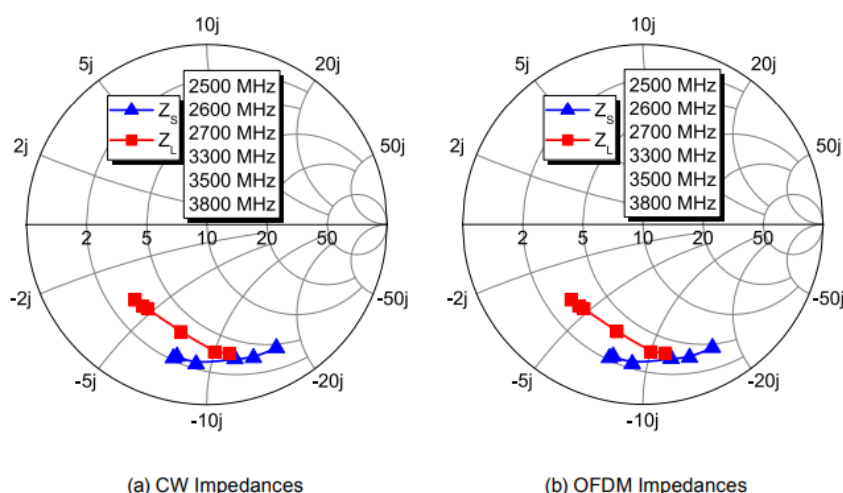 10j
5j
20j
2500 MHz
2600 MHz
2700 MHz
3300 MHz
3500 MHz
3800 MHz
Z_S
Z_L
2j
50j
2
5
10
20
50
-2j
-50j
-5j
-20j
-10j
(a) CW Impedances
10j
5j
20j
2500 MHz
2600 MHz
2700 MHz
3300 MHz
3500 MHz
3800 MHz
Z_S
Z_L
2j
50j
2
5
10
20
50
-2j
-50j
-5j
-20j
-10j
(b) OFDM Impedances